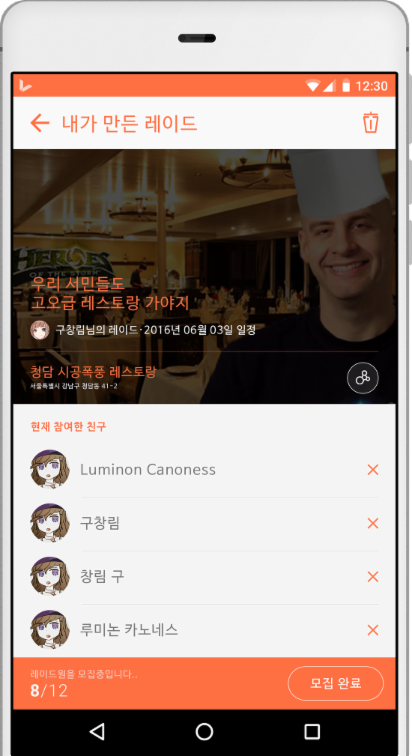 12:30
내가 만든 레이드
HEROES
OF THE STORM
우리 서민들도
고오급 레스토랑 가야지
구창림님의 레이드·2016년 06월 03일 일정
청담 시공폭풍 레스토랑
서울특별시 강남구 청담동 41-2
현재 참여한 친구
Luminon Canoness
구창림
창림 구
루미논 카노네스
레이드원을 모집중입니다..
8/12
모집 완료